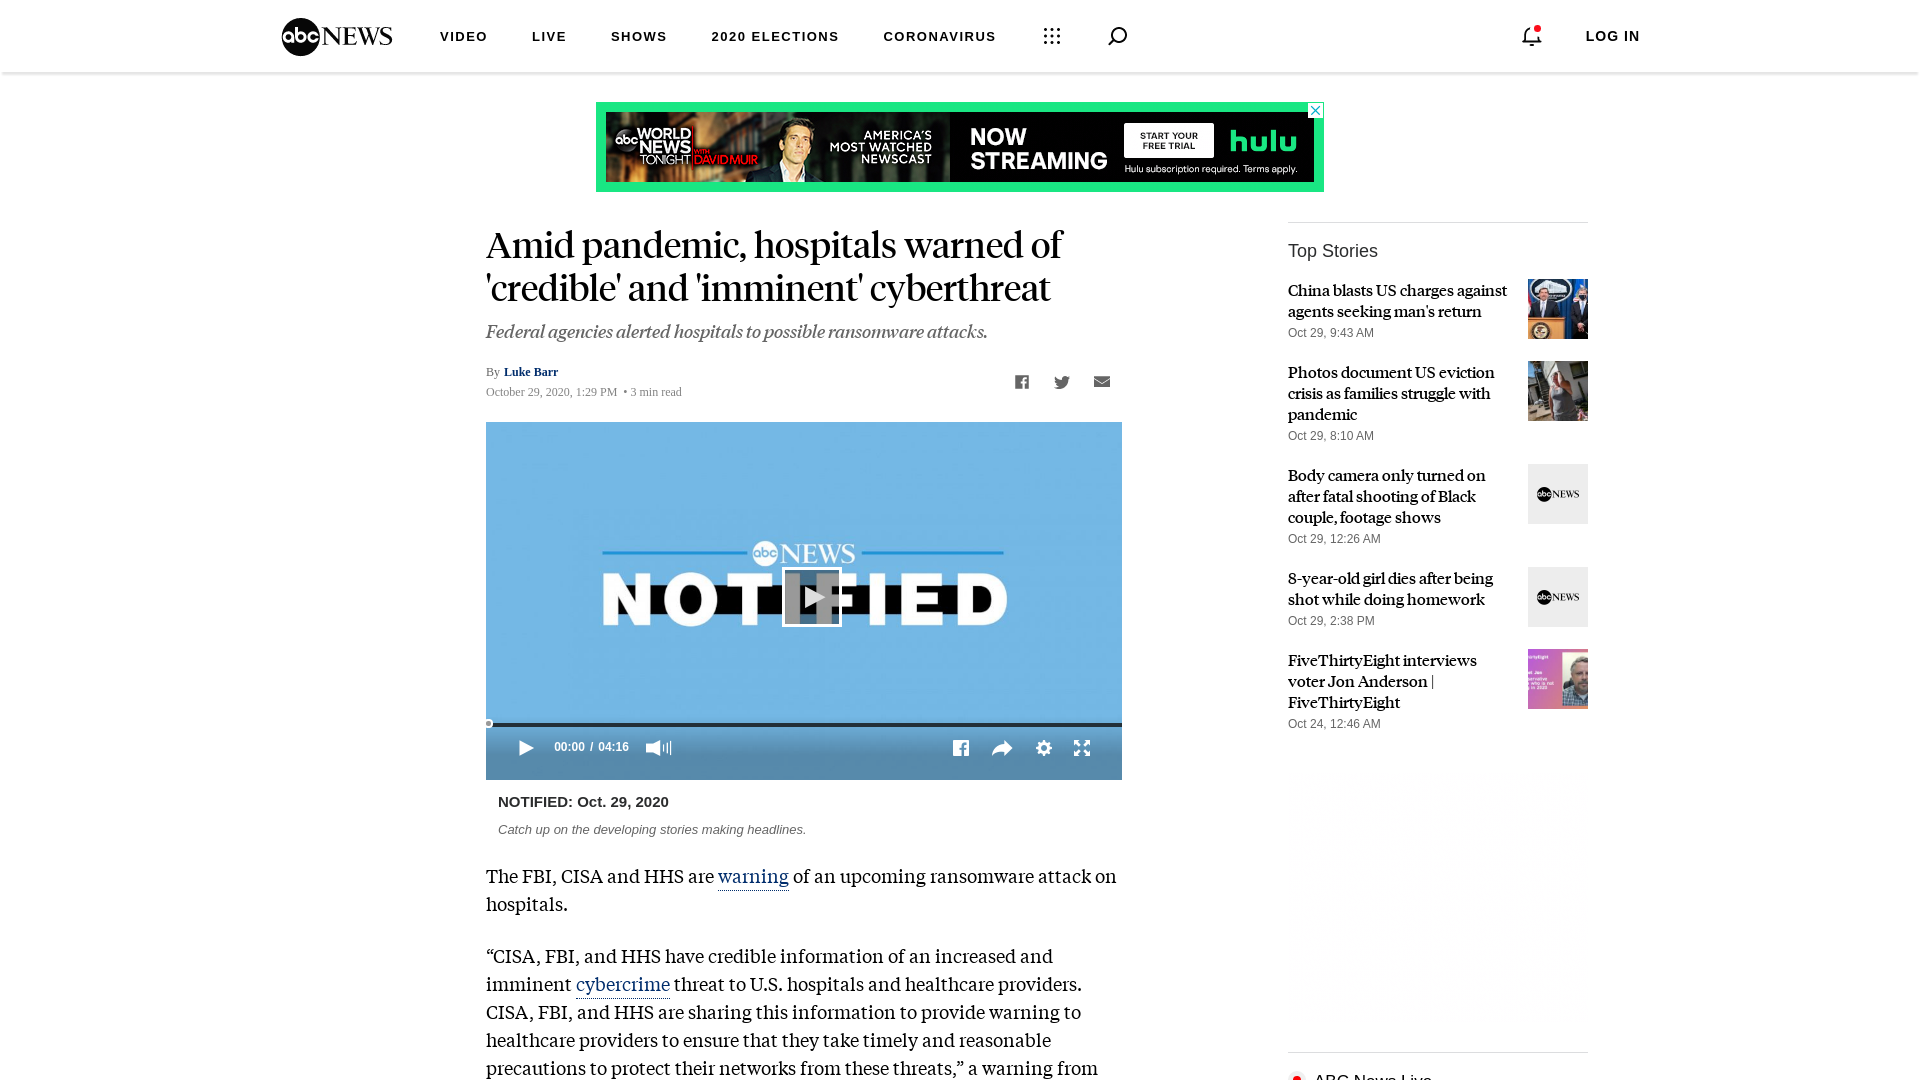 abc NEWS VIDEO LIVE SHOWS 2020 ELECTIONS CORONAVIRUS LOG IN
abc WORLD NEWS TONIGHT WITH DAVID MUIR
AMERICA'S
MOST WATCHED
NEWSCAST
NOW
STREAMING
START YOUR
FREE TRIAL
hulu
Hulu subscription required. Terms apply.
Amid pandemic, hospitals warned of
'credible' and 'imminent' cyberthreat
Federal agencies alerted hospitals to possible ransomware attacks.
By Luke Barr
October 29, 2020, 1:29 PM • 3 min read
abc NEWS
NOTIFIED
00:00 / 04:16
NOTIFIED: Oct. 29, 2020
Catch up on the developing stories making headlines.
The FBI, CISA and HHS are warning of an upcoming ransomware attack on
hospitals.
“CISA, FBI, and HHS have credible information of an increased and
imminent cybercrime threat to U.S. hospitals and healthcare providers.
CISA, FBI, and HHS are sharing this information to provide warning to
healthcare providers to ensure that they take timely and reasonable
precautions to protect their networks from these threats,” a warning from
Top Stories
China blasts US charges against
agents seeking man's return
Oct 29, 9:43 AM
Photos document US eviction
crisis as families struggle with
pandemic
Oct 29, 8:10 AM
Body camera only turned on
after fatal shooting of Black
couple, footage shows
Oct 29, 12:26 AM
abc NEWS
8-year-old girl dies after being
shot while doing homework
Oct 29, 2:38 PM
abc NEWS
FiveThirtyEight interviews
voter Jon Anderson |
FiveThirtyEight
Oct 24, 12:46 AM
ABC News Live